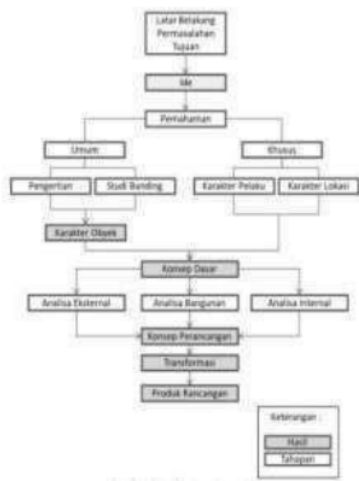 Latar Belakang
Permasalahan
Tujuan
Ide
Pemahaman
Umum
Khusus
Pengertian
Studi Banding
Karakter Pelaku
Karakter Lokasi
Karakter Objek
Konsep Dasar
Analisa Eksternal
Analisa Bangunan
Analisa Internal
Konsep Perancangan
Transformasi
Produk Rancangan
Keterangan :
Hasil
Tahapan